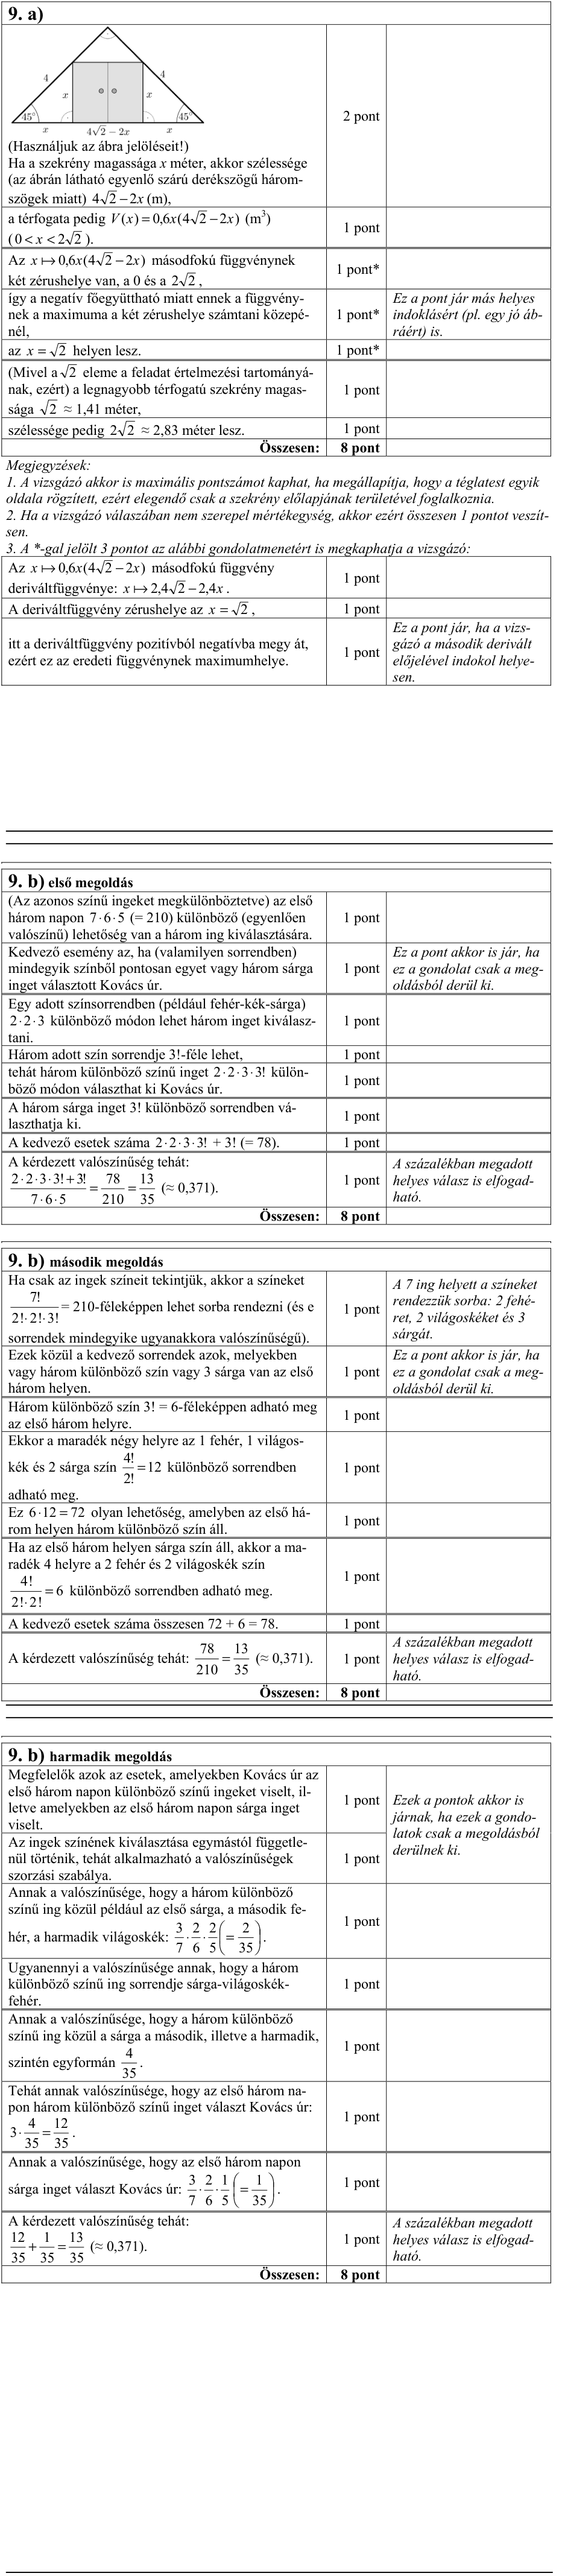 9. a)
4
4
x
x
45°
45°
x
4√2 − 2x
x
(Használjuk az ábra jelöléseit!)
Ha a szekrény magassága x méter, akkor szélessége
(az ábrán látható egyenlő szárú derékszögű három-
szögek miatt) 4√2 − 2x (m),
2 pont
a térfogata pedig V(x) = 0,6x(4√2 − 2x) (m³)
(0 < x < 2√2 ).
1 pont
Az x ↦ 0,6x(4√2 − 2x) másodfokú függvénynek
két zérushelye van, a 0 és a 2√2 ,
1 pont*
így a negatív főegyüttható miatt ennek a függvény-
nek a maximuma a két zérushelye számtani közepé-
nél,
1 pont*
Ez a pont jár más helyes
indoklásért (pl. egy jó áb-
ráért) is.
az x = √2 helyen lesz.
1 pont*
(Mivel a √2 eleme a feladat értelmezési tartományá-
nak, ezért) a legnagyobb térfogatú szekrény magas-
sága √2 ≈ 1,41 méter,
1 pont
szélessége pedig 2√2 ≈ 2,83 méter lesz.
1 pont
Összesen: 8 pont
Megjegyzések:
1. A vizsgázó akkor is maximális pontszámot kaphat, ha megállapítja, hogy a téglatest egyik
oldala rögzített, ezért elegendő csak a szekrény előlapjának területével foglalkoznia.
2. Ha a vizsgázó válaszában nem szerepel mértékegység, akkor ezért összesen 1 pontot veszít-
sen.
3. A *-gal jelölt 3 pontot az alábbi gondolatmenetért is megkaphatja a vizsgázó:
Az x ↦ 0,6x(4√2 − 2x) másodfokú függvény
deriváltfüggvénye: x ↦ 2,4√2 − 2,4x .
1 pont
A deriváltfüggvény zérushelye az x = √2 ,
1 pont
itt a deriváltfüggvény pozitívból negatívba megy át,
ezért ez az eredeti függvénynek maximumhelye.
1 pont
Ez a pont jár, ha a vizs-
gázó a második derivált
előjelével indokol helye-
sen.
9. b) első megoldás
(Az azonos színű ingeket megkülönböztetve) az első
három napon 7·6·5 (= 210) különböző (egyenlően
valószínű) lehetőség van a három ing kiválasztására.
1 pont
Kedvező esemény az, ha (valamilyen sorrendben)
mindegyik színből pontosan egyet vagy három sárga
inget választott Kovács úr.
1 pont
Ez a pont akkor is jár, ha
ez a gondolat csak a meg-
oldásból derül ki.
Egy adott színsorrendben (például fehér-kék-sárga)
2·2·3 különböző módon lehet három inget kiválasz-
tani.
1 pont
Három adott szín sorrendje 3!-féle lehet,
1 pont
tehát három különböző színű inget 2·2·3·3! külön-
böző módon választhat ki Kovács úr.
1 pont
A három sárga inget 3! különböző sorrendben vá-
laszthatja ki.
1 pont
A kedvező esetek száma 2·2·3·3! + 3! (= 78).
1 pont
A kérdezett valószínűség tehát:
(2·2·3·3!+3!)/(7·6·5) = 78/210 = 13/35 (≈ 0,371).
1 pont
A százalékban megadott
helyes válasz is elfogad-
ható.
Összesen: 8 pont
9. b) második megoldás
Ha csak az ingek színeit tekintjük, akkor a színeket
7!/(2!·2!·3!) = 210-féleképpen lehet sorba rendezni (és e
sorrendek mindegyike ugyanakkora valószínűségű).
1 pont
A 7 ing helyett a színeket
rendezzük sorba: 2 fehé-
ret, 2 világoskéket és 3
sárgát.
Ezek közül a kedvező sorrendek azok, melyekben
vagy három különböző szín vagy 3 sárga van az első
három helyen.
1 pont
Ez a pont akkor is jár, ha
ez a gondolat csak a meg-
oldásból derül ki.
Három különböző szín 3! = 6-féleképpen adható meg
az első három helyre.
1 pont
Ekkor a maradék négy helyre az 1 fehér, 1 világos-
kék és 2 sárga szín 4!/2! = 12 különböző sorrendben
adható meg.
1 pont
Ez 6·12 = 72 olyan lehetőség, amelyben az első há-
rom helyen három különböző szín áll.
1 pont
Ha az első három helyen sárga szín áll, akkor a ma-
radék 4 helyre a 2 fehér és 2 világoskék szín
4!/(2!·2!) = 6 különböző sorrendben adható meg.
1 pont
A kedvező esetek száma összesen 72 + 6 = 78.
1 pont
A kérdezett valószínűség tehát: 78/210 = 13/35 (≈ 0,371).
1 pont
A százalékban megadott
helyes válasz is elfogad-
ható.
Összesen: 8 pont
9. b) harmadik megoldás
Megfelelők azok az esetek, amelyekben Kovács úr az
első három napon különböző színű ingeket viselt, il-
letve amelyekben az első három napon sárga inget
viselt.
1 pont
Ezek a pontok akkor is
járnak, ha ezek a gondo-
latok csak a megoldásból
derülnek ki.
Az ingek színének kiválasztása egymástól függetle-
nül történik, tehát alkalmazható a valószínűségek
szorzási szabálya.
1 pont
Annak a valószínűsége, hogy a három különböző
színű ing közül például az első sárga, a második fe-
hér, a harmadik világoskék: 3/7 · 2/6 · 2/5 (= 2/35).
1 pont
Ugyanennyi a valószínűsége annak, hogy a három
különböző színű ing sorrendje sárga-világoskék-
fehér.
1 pont
Annak a valószínűsége, hogy a három különböző
színű ing közül a sárga a második, illetve a harmadik,
szintén egyformán 4/35 .
1 pont
Tehát annak valószínűsége, hogy az első három na-
pon három különböző színű inget választ Kovács úr:
3 · 4/35 = 12/35 .
1 pont
Annak a valószínűsége, hogy az első három napon
sárga inget választ Kovács úr: 3/7 · 2/6 · 1/5 (= 1/35).
1 pont
A kérdezett valószínűség tehát:
12/35 + 1/35 = 13/35 (≈ 0,371).
1 pont
A százalékban megadott
helyes válasz is elfogad-
ható.
Összesen: 8 pont